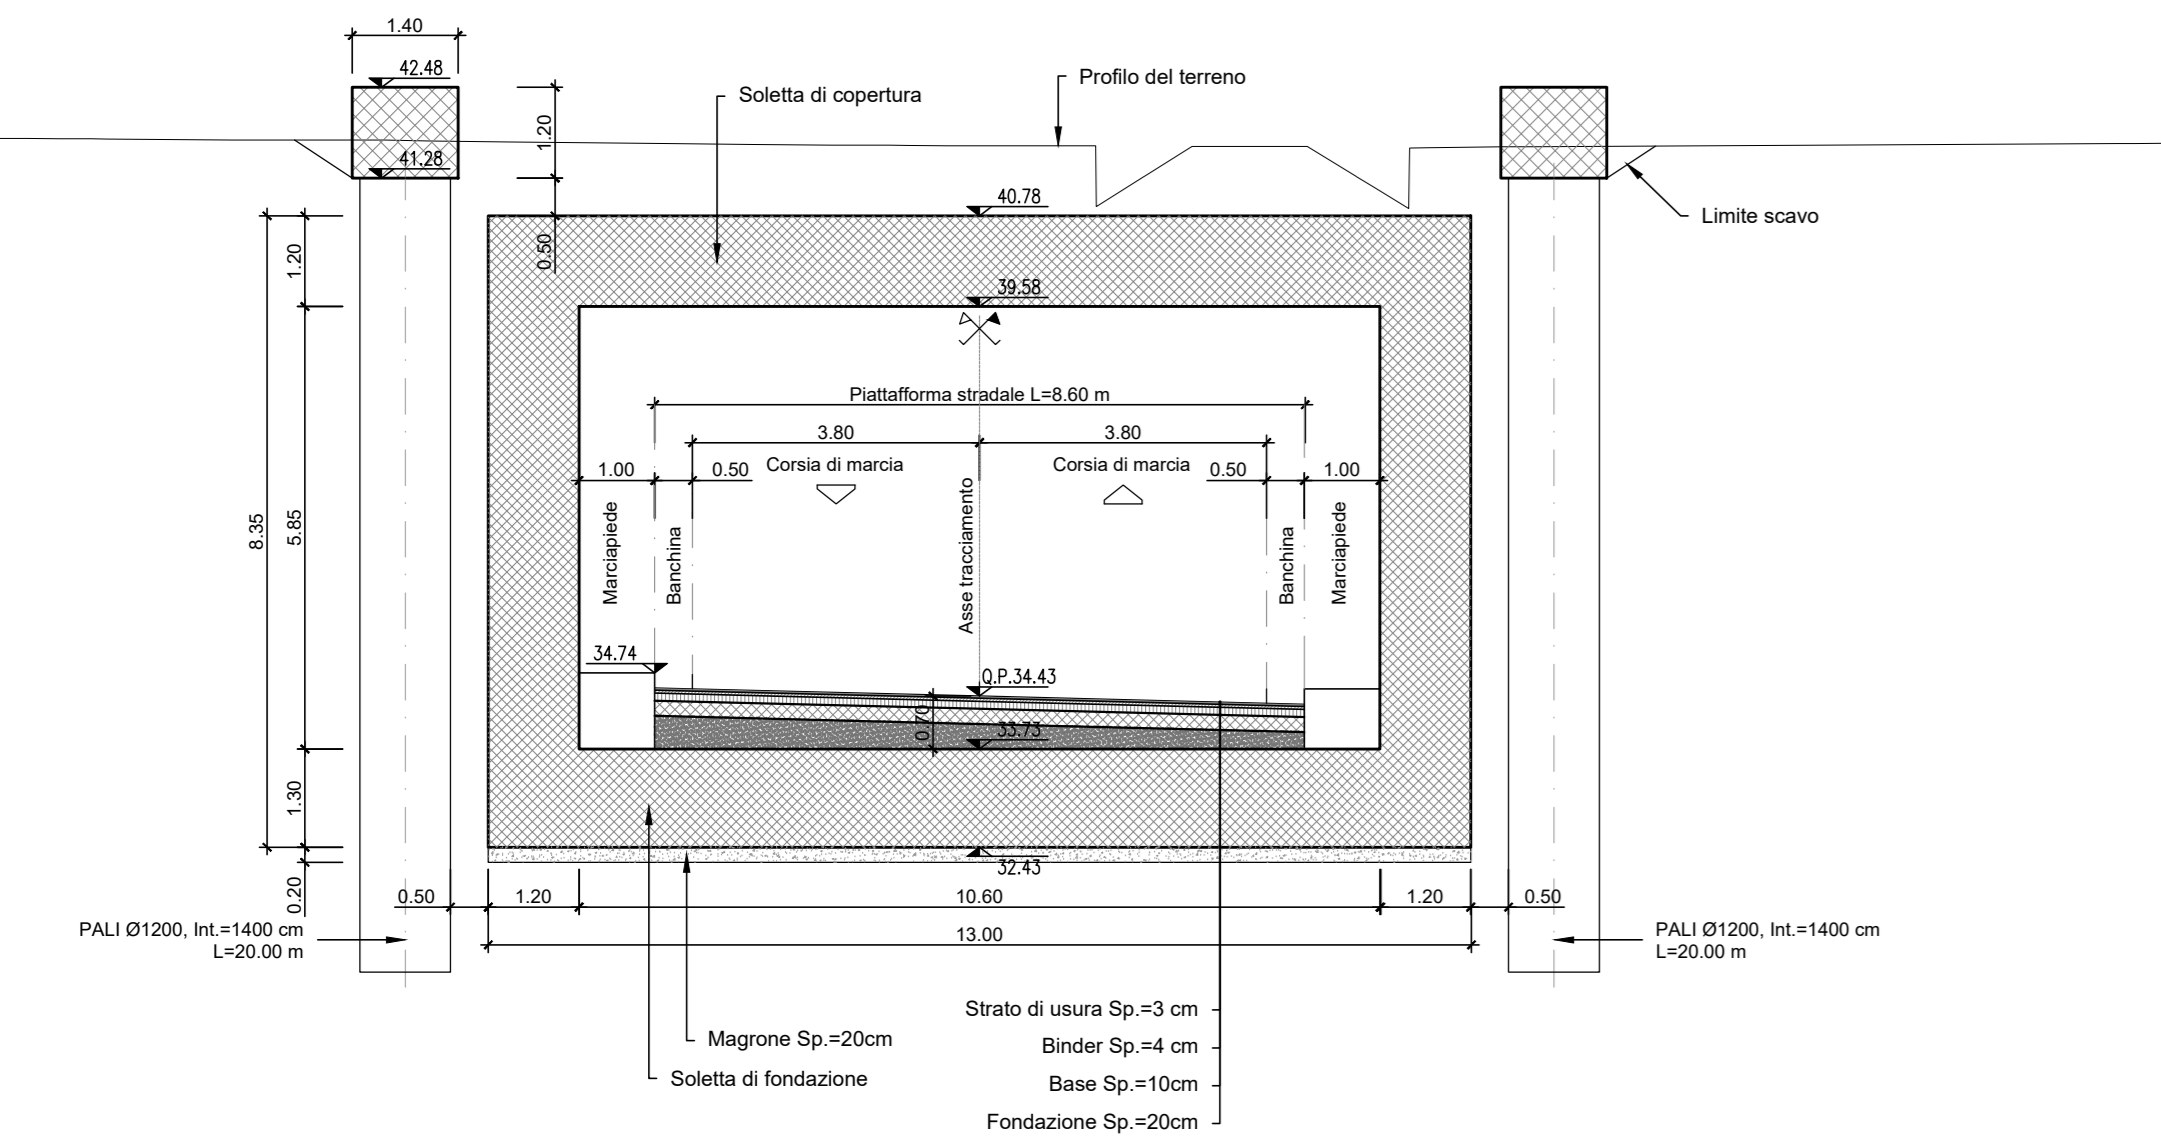 1.40
42.48
Profilo del terreno
Soletta di copertura
1.20
41.28
40.78
Limite scavo
0.50
1.20
39.58
Piattafforma stradale L=8.60 m
3.80
3.80
Corsia di marcia
Corsia di marcia
1.00
0.50
0.50
1.00
8.35
5.85
Marciapiede
Banchina
Asse tracciamento
Banchina
Marciapiede
34.74
Q.P.34.43
0.70
33.73
1.30
32.43
0.20
0.50
1.20
10.60
1.20
0.50
13.00
PALI Ø1200, Int.=1400 cm
L=20.00 m
PALI Ø1200, Int.=1400 cm
L=20.00 m
Strato di usura Sp.=3 cm
Magrone Sp.=20cm
Binder Sp.=4 cm
Soletta di fondazione
Base Sp.=10cm
Fondazione Sp.=20cm